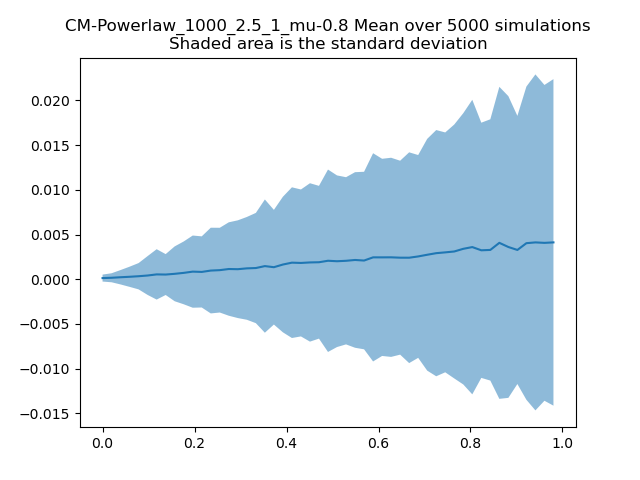 CM-Powerlaw_1000_2.5_1_mu-0.8 Mean over 5000 simulations
Shaded area is the standard deviation
0.020
0.015
0.010
0.005
0.000
−0.005
−0.010
−0.015
0.0 0.2 0.4 0.6 0.8 1.0